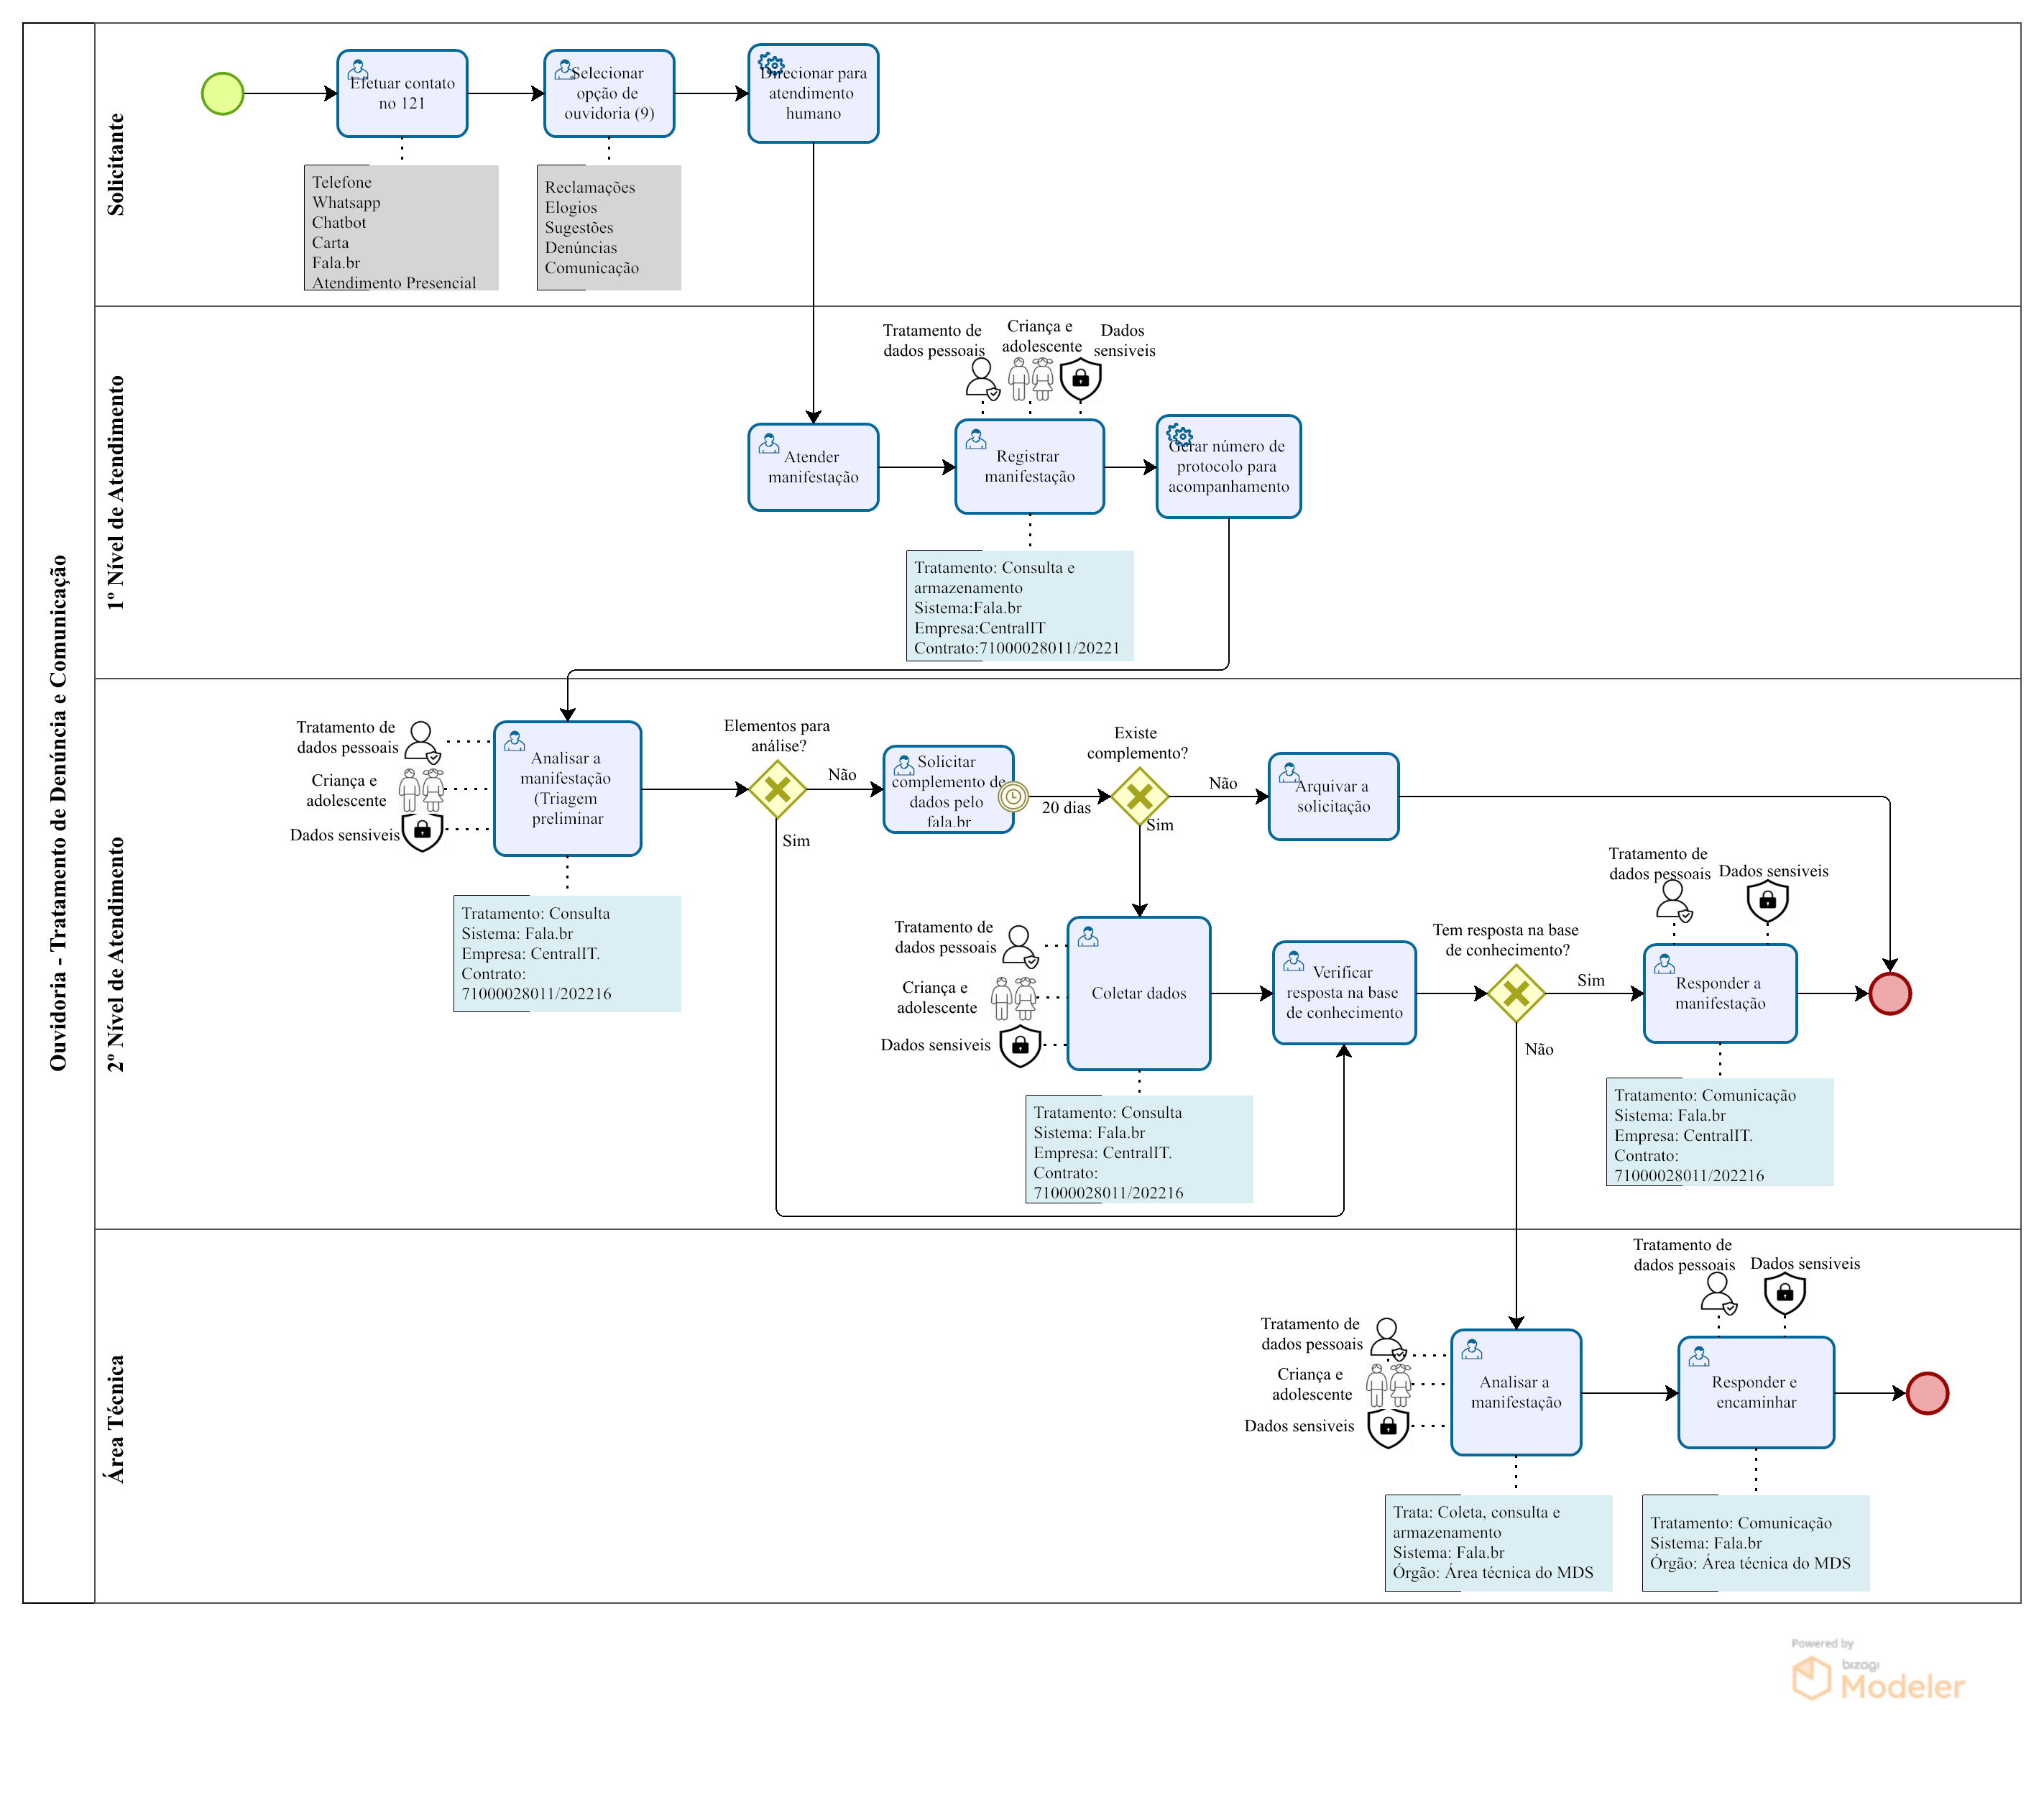 Ouvidoria - Tratamento de Denúncia e Comunicação
Solicitante
Efetuar contato
no 121
Selecionar
opção de
ouvidoria (9)
Direcionar para
atendimento
humano
Telefone
Whatsapp
Chatbot
Carta
Fala.br
Atendimento Presencial
Reclamações
Elogios
Sugestões
Denúncias
Comunicação
1º Nível de Atendimento
Tratamento de
dados pessoais
Criança e
adolescente
Dados
sensiveis
Atender
manifestação
Registrar
manifestação
Gerar número de
protocolo para
acompanhamento
Tratamento: Consulta e
armazenamento
Sistema:Fala.br
Empresa:CentralIT
Contrato:71000028011/20221
2º Nível de Atendimento
Tratamento de
dados pessoais
Criança e
adolescente
Dados sensiveis
Analisar a
manifestação
(Triagem
preliminar
Tratamento: Consulta
Sistema: Fala.br
Empresa: CentralIT.
Contrato:
71000028011/202216
Elementos para
análise?
Não
Sim
Solicitar
complemento de
dados pelo
fala.br
20 dias
Existe
complemento?
Não
Sim
Arquivar a
solicitação
Tratamento de
dados pessoais
Criança e
adolescente
Dados sensiveis
Coletar dados
Tratamento: Consulta
Sistema: Fala.br
Empresa: CentralIT.
Contrato:
71000028011/202216
Verificar
resposta na base
de conhecimento
Tem resposta na base
de conhecimento?
Sim
Não
Tratamento de
dados pessoais
Dados sensiveis
Responder a
manifestação
Tratamento: Comunicação
Sistema: Fala.br
Empresa: CentralIT.
Contrato:
71000028011/202216
Área Técnica
Tratamento de
dados pessoais
Criança e
adolescente
Dados sensiveis
Analisar a
manifestação
Trata: Coleta, consulta e
armazenamento
Sistema: Fala.br
Órgão: Área técnica do MDS
Tratamento de
dados pessoais
Dados sensiveis
Responder e
encaminhar
Tratamento: Comunicação
Sistema: Fala.br
Órgão: Área técnica do MDS
Powered by
bizagi
Modeler